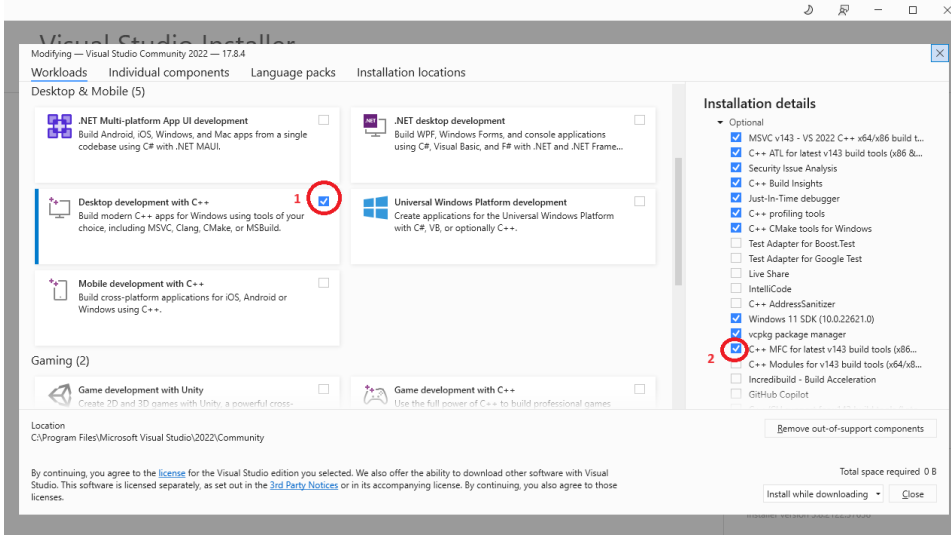 Visual Studio Installer
Modifying — Visual Studio Community 2022 — 17.8.4
Workloads Individual components Language packs Installation locations
Desktop & Mobile (5)
.NET Multi-platform App UI development
Build Android, iOS, Windows, and Mac apps from a single
codebase using C# with .NET MAUI.
.NET desktop development
Build WPF, Windows Forms, and console applications
using C#, Visual Basic, and F# with .NET and .NET Frame...
Desktop development with C++
Build modern C++ apps for Windows using tools of your
choice, including MSVC, Clang, CMake, or MSBuild.
1
Universal Windows Platform development
Create applications for the Universal Windows Platform
with C#, VB, or optionally C++.
Mobile development with C++
Build cross-platform applications for iOS, Android or
Windows using C++.
Gaming (2)
Game development with Unity
Create 2D and 3D games with Unity, a powerful cross-
Game development with C++
Use the full power of C++ to build professional games
Installation details
Optional
MSVC v143 - VS 2022 C++ x64/x86 build t...
C++ ATL for latest v143 build tools (x86 &...
Security Issue Analysis
C++ Build Insights
Just-In-Time debugger
C++ profiling tools
C++ CMake tools for Windows
Test Adapter for Boost.Test
Test Adapter for Google Test
Live Share
IntelliCode
C++ AddressSanitizer
Windows 11 SDK (10.0.22621.0)
vcpkg package manager
2
C++ MFC for latest v143 build tools (x86...
C++ Modules for v143 build tools (x64/x8...
Incredibuild - Build Acceleration
GitHub Copilot
Location
C:\Program Files\Microsoft Visual Studio\2022\Community
Remove out-of-support components
By continuing, you agree to the license for the Visual Studio edition you selected. We also offer the ability to download other software with Visual
Studio. This software is licensed separately, as set out in the 3rd Party Notices or in its accompanying license. By continuing, you also agree to those
licenses.
Total space required 0 B
Install while downloading
Close